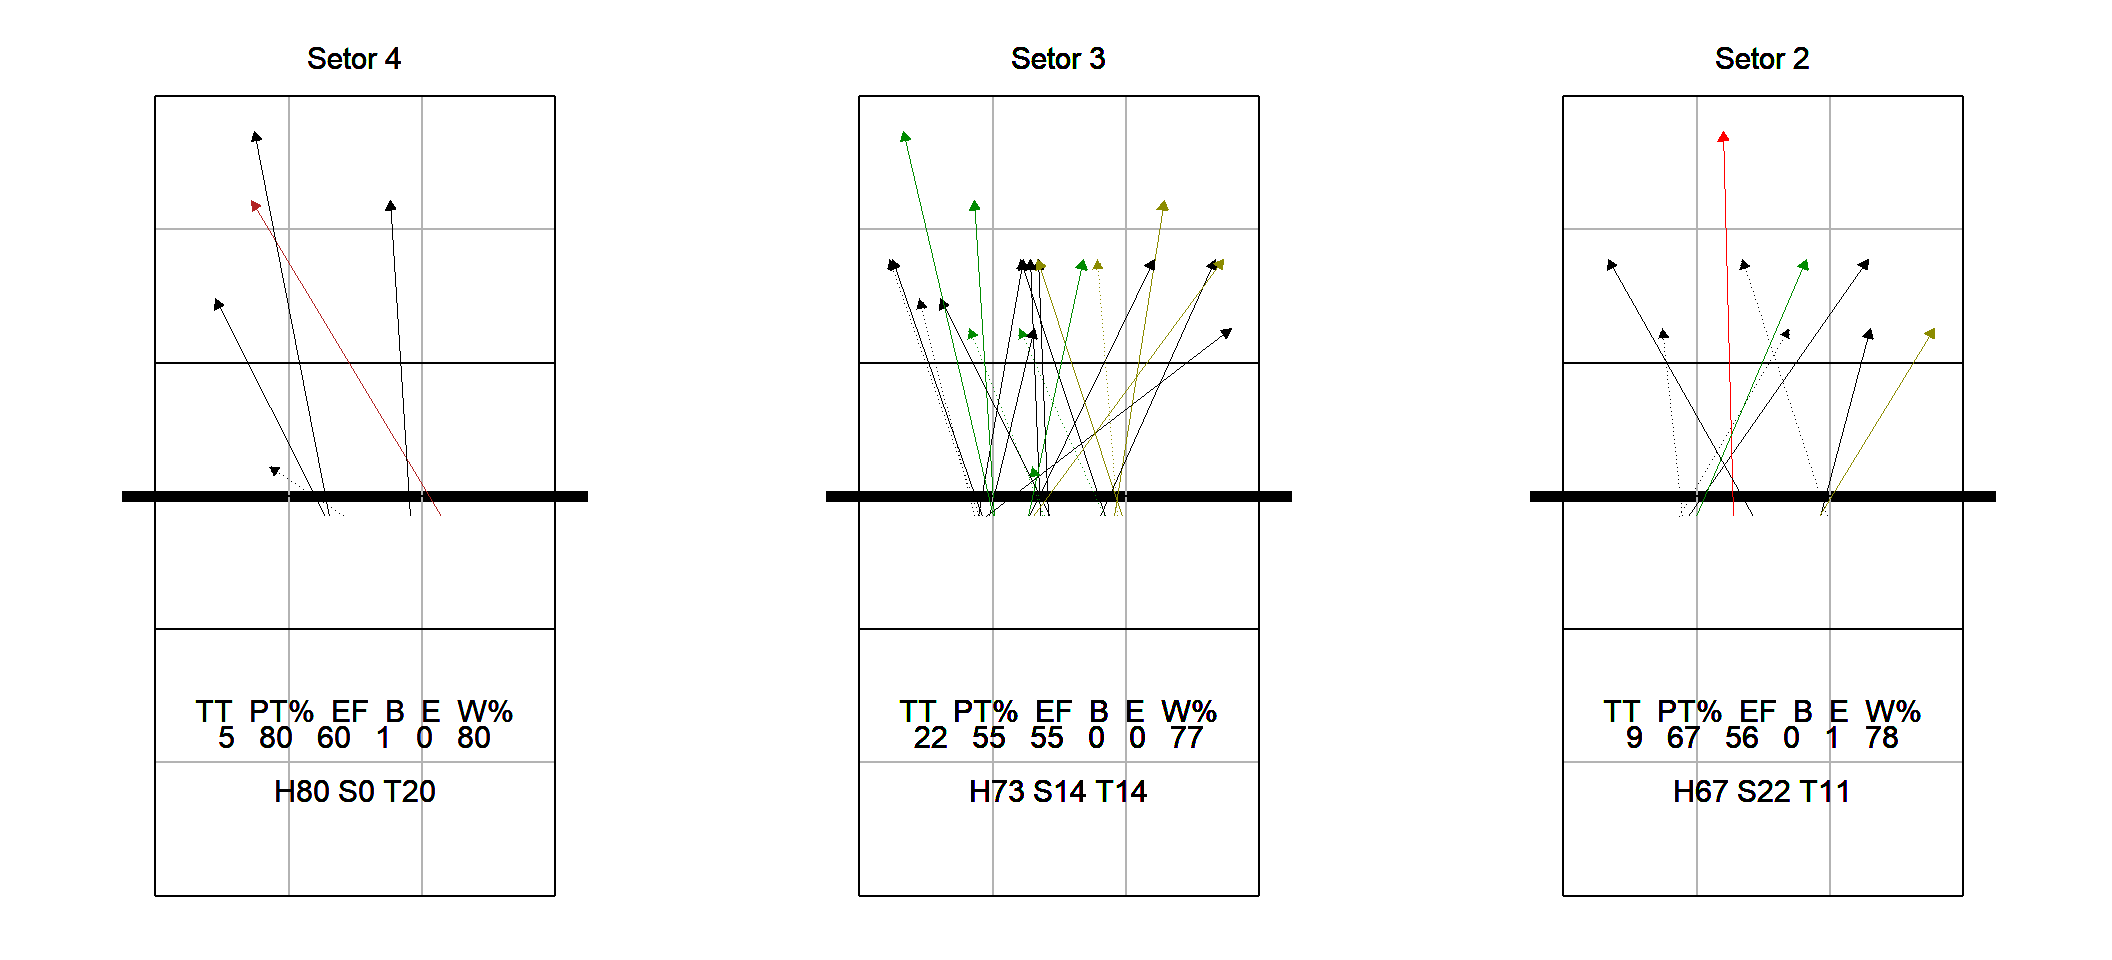 Setor 4
TT PT% EF B E W%
5 80 60 1 0 80
H80 S0 T20
Setor 3
TT PT% EF B E W%
22 55 55 0 0 77
H73 S14 T14
Setor 2
TT PT% EF B E W%
9 67 56 0 1 78
H67 S22 T11